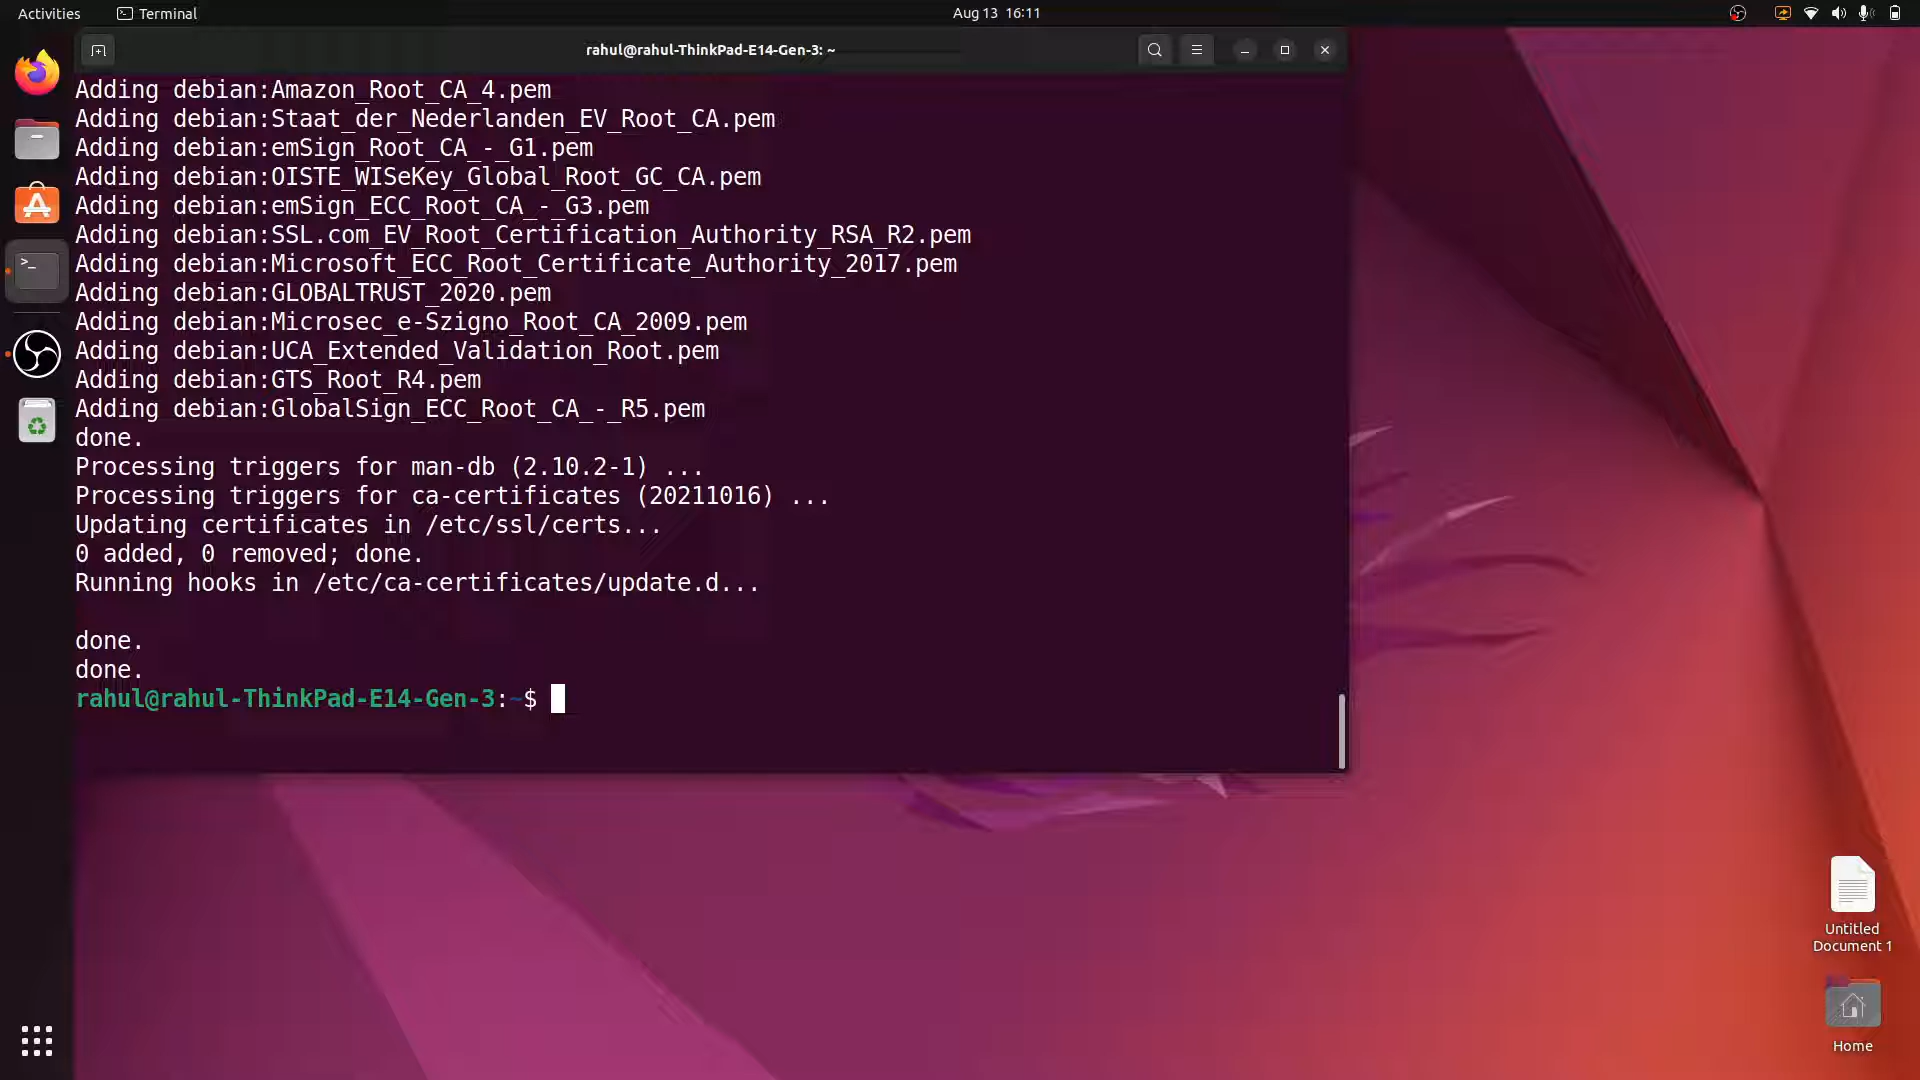 Activities
Terminal
Aug 13 16:11
rahul@rahul-ThinkPad-E14-Gen-3: ~
Adding debian:Amazon_Root_CA_4.pem
Adding debian:Staat_der_Nederlanden_EV_Root_CA.pem
Adding debian:emSign_Root_CA_-_G1.pem
Adding debian:OISTE_WISeKey_Global_Root_GC_CA.pem
Adding debian:emSign_ECC_Root_CA_-_G3.pem
Adding debian:SSL.com_EV_Root_Certification_Authority_RSA_R2.pem
Adding debian:Microsoft_ECC_Root_Certificate_Authority_2017.pem
Adding debian:GLOBALTRUST_2020.pem
Adding debian:Microsec_e-Szigno_Root_CA_2009.pem
Adding debian:UCA_Extended_Validation_Root.pem
Adding debian:GTS_Root_R4.pem
Adding debian:GlobalSign_ECC_Root_CA_-_R5.pem
done.
Processing triggers for man-db (2.10.2-1) ...
Processing triggers for ca-certificates (20211016) ...
Updating certificates in /etc/ssl/certs...
0 added, 0 removed; done.
Running hooks in /etc/ca-certificates/update.d...
done.
done.
rahul@rahul-ThinkPad-E14-Gen-3:~$
Untitled
Document 1
Home